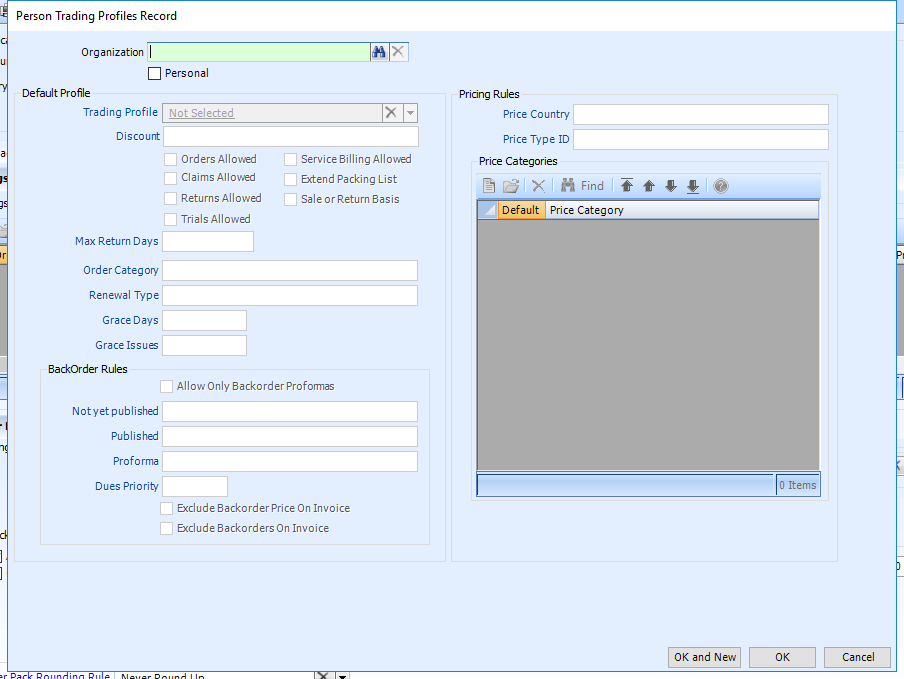 Person Trading Profiles Record
Organization
Personal
Default Profile
Trading Profile Not Selected
Discount
Orders Allowed Service Billing Allowed
Claims Allowed Extend Packing List
Returns Allowed Sale or Return Basis
Trials Allowed
Max Return Days
Order Category
Renewal Type
Grace Days
Grace Issues
BackOrder Rules
Allow Only Backorder Proformas
Not yet published
Published
Proforma
Dues Priority
Exclude Backorder Price On Invoice
Exclude Backorders On Invoice
Pricing Rules
Price Country
Price Type ID
Price Categories
Find
Default Price Category
0 Items
OK and New OK Cancel
er Pack Rounding Rule Never Round Up